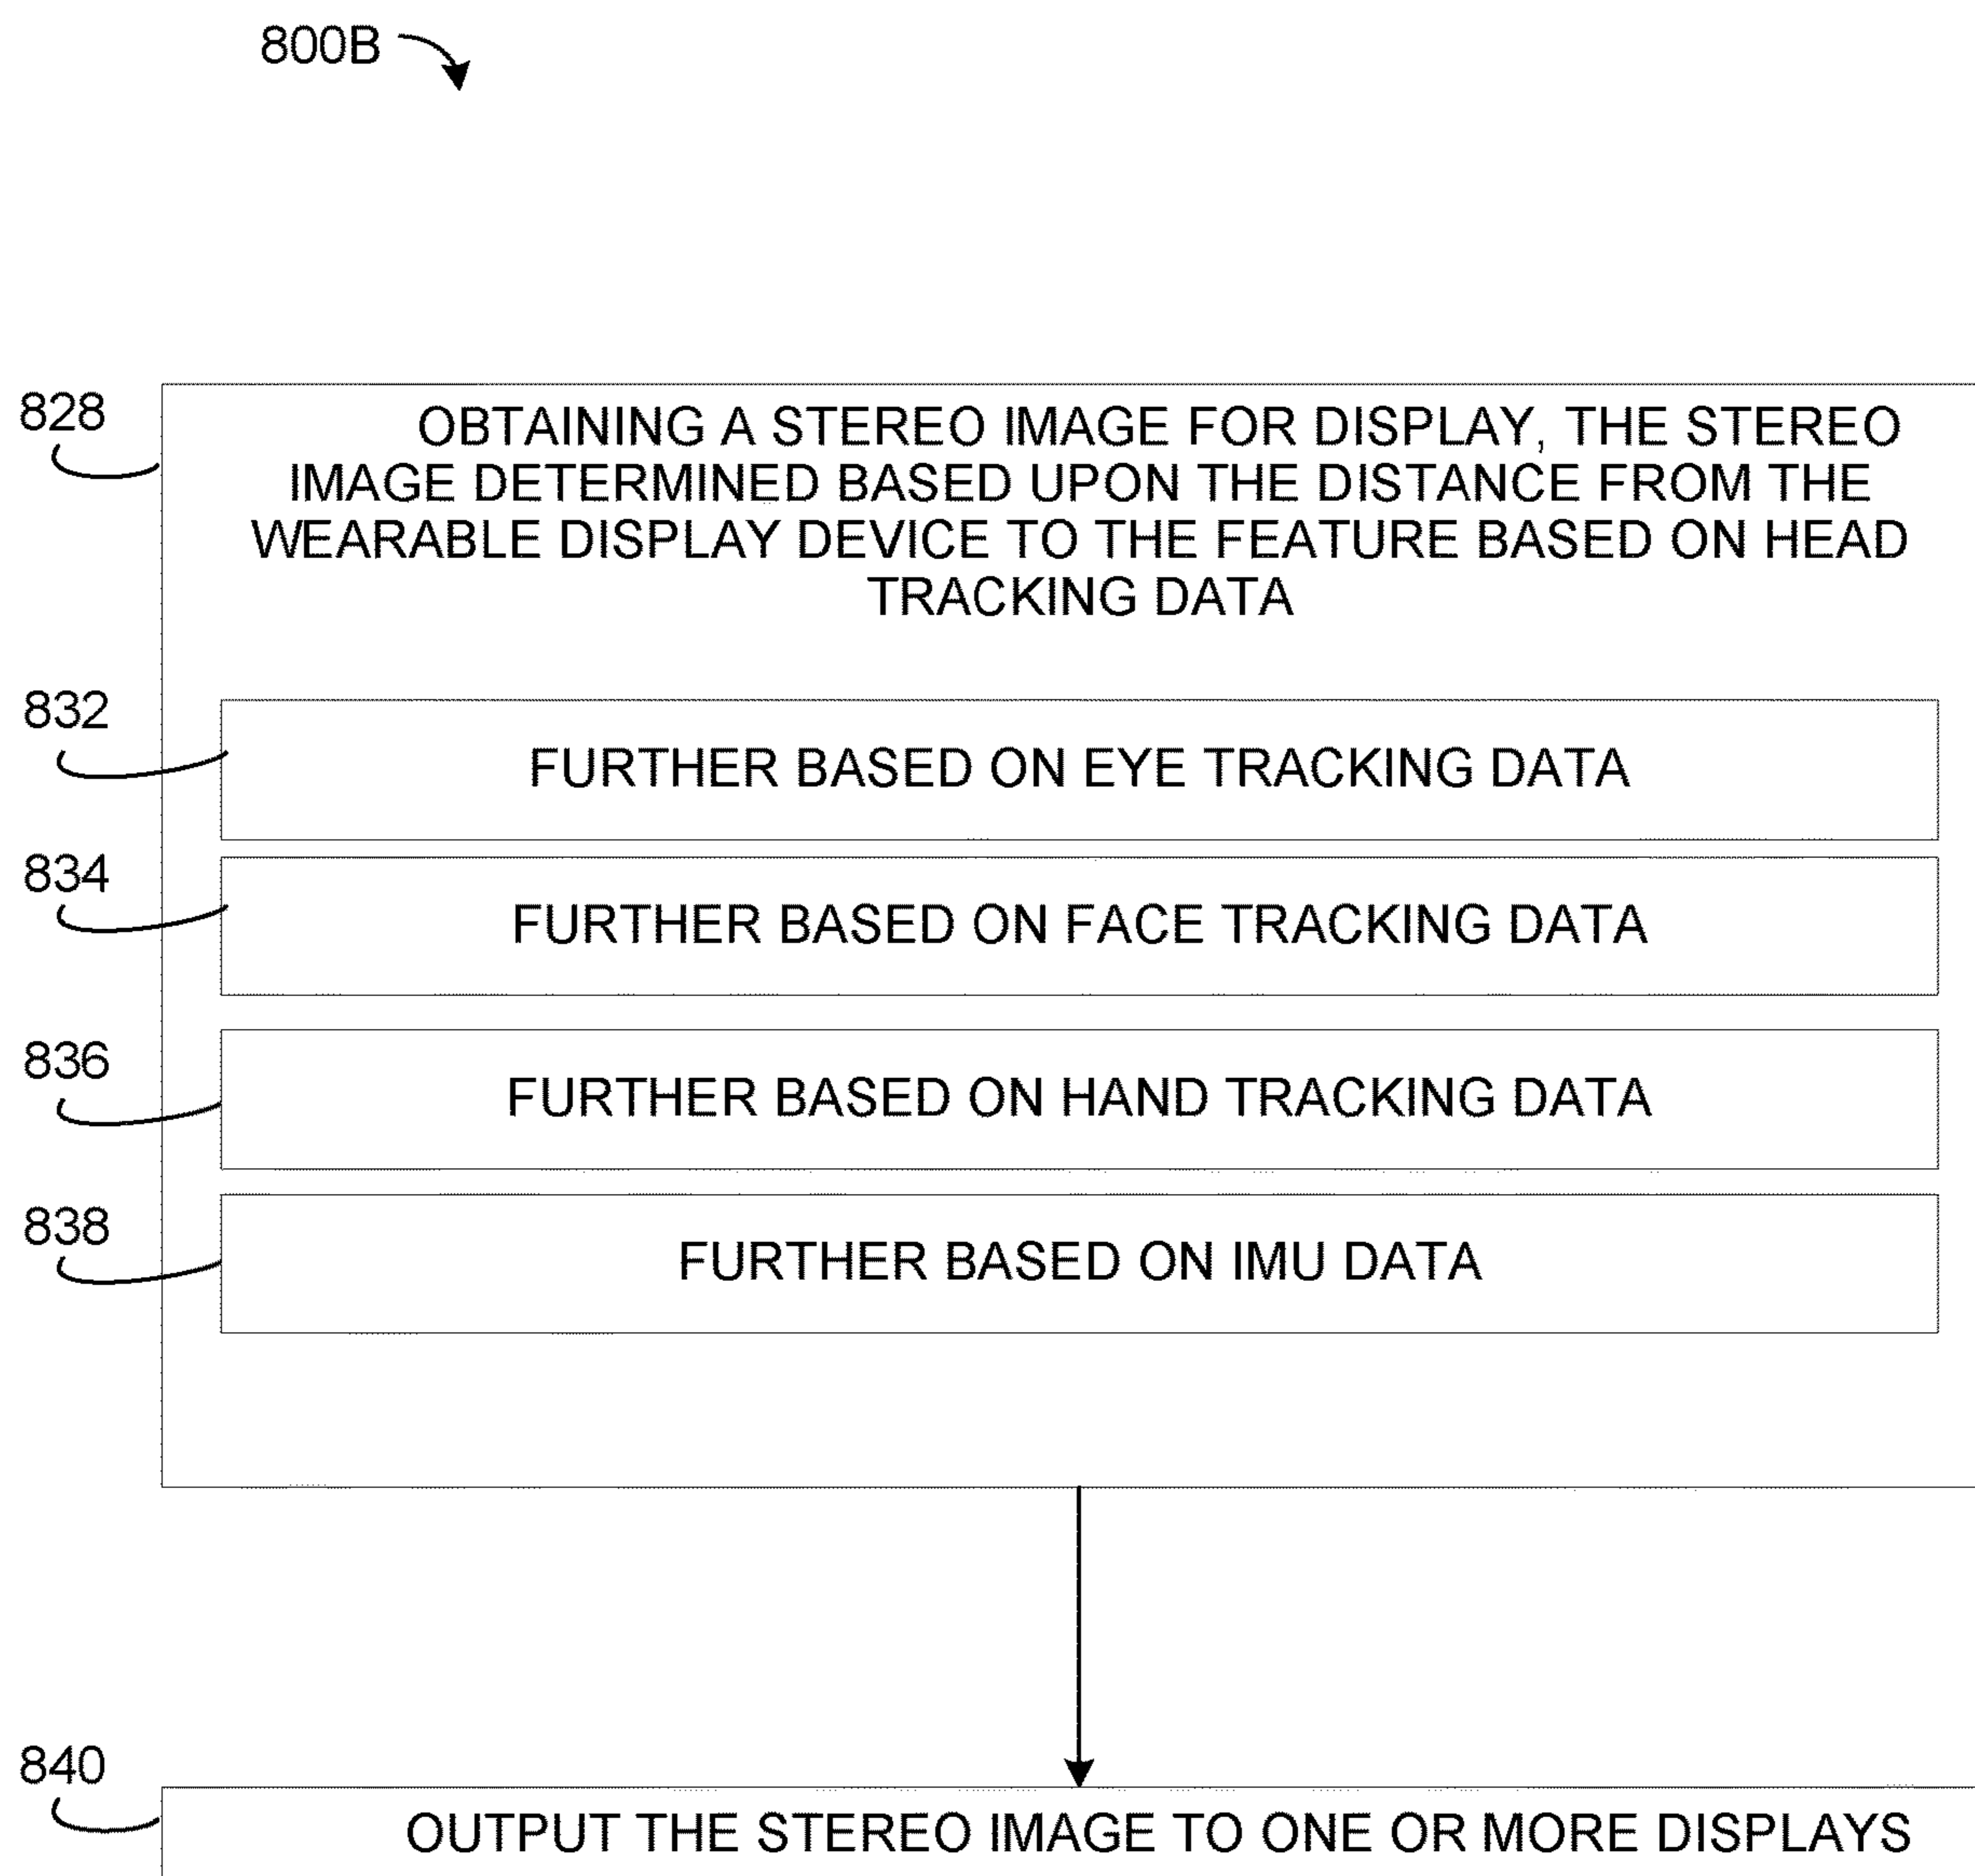 800B
828
OBTAINING A STEREO IMAGE FOR DISPLAY, THE STEREO
IMAGE DETERMINED BASED UPON THE DISTANCE FROM THE
WEARABLE DISPLAY DEVICE TO THE FEATURE BASED ON HEAD
TRACKING DATA
832
FURTHER BASED ON EYE TRACKING DATA
834
FURTHER BASED ON FACE TRACKING DATA
836
FURTHER BASED ON HAND TRACKING DATA
838
FURTHER BASED ON IMU DATA
840
OUTPUT THE STEREO IMAGE TO ONE OR MORE DISPLAYS